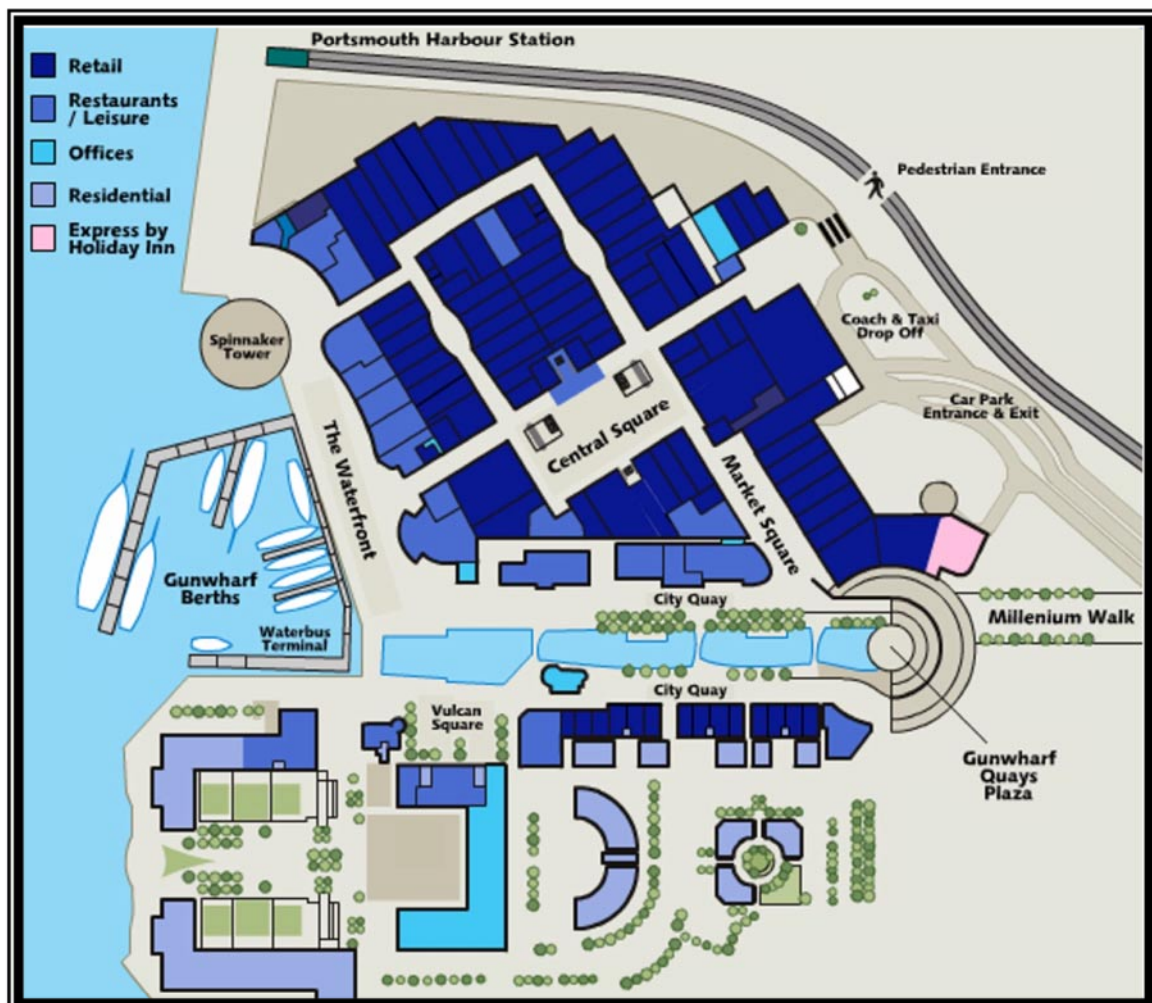 Portsmouth Harbour Station
Retail
Restaurants
/ Leisure
Offices
Residential
Express by
Holiday Inn
Pedestrian Entrance
Coach & Taxi
Drop Off
Spinnaker
Tower
Car Park
Entrance & Exit
Central Square
The Waterfront
Market Square
Gunwharf
Berths
Waterbus
Terminal
City Quay
Millenium Walk
City Quay
Vulcan
Square
Gunwharf
Quays
Plaza